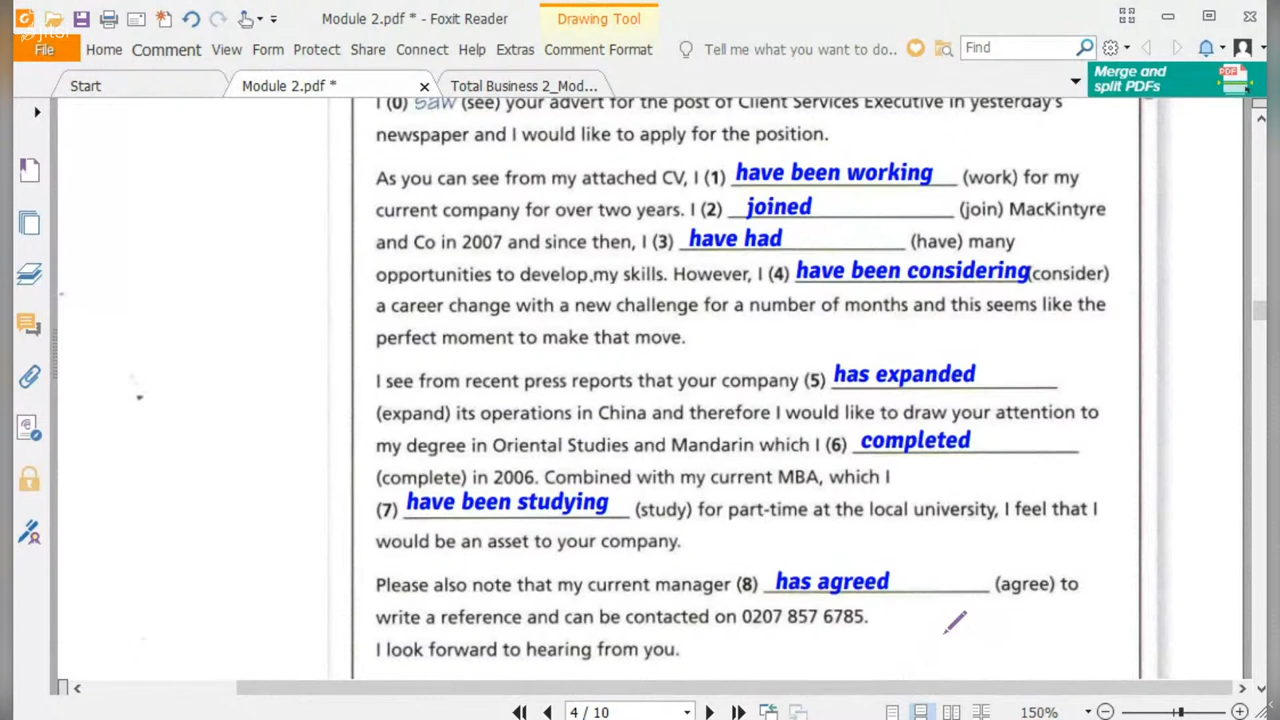 Module 2.pdf * - Foxit Reader
Drawing Tool
File Home Comment View Form Protect Share Connect Help Extras Comment Format Tell me what you want to do.. Find
Start Module 2.pdf * Total Business 2_Mod... Merge and split PDFs
I (0) saw (see) your advert for the post of Client Services Executive in yesterday's
newspaper and I would like to apply for the position.
As you can see from my attached CV, I (1) have been working (work) for my
current company for over two years. I (2) joined (join) MacKintyre
and Co in 2007 and since then, I (3) have had (have) many
opportunities to develop my skills. However, I (4) have been considering (consider)
a career change with a new challenge for a number of months and this seems like the
perfect moment to make that move.
I see from recent press reports that your company (5) has expanded
(expand) its operations in China and therefore I would like to draw your attention to
my degree in Oriental Studies and Mandarin which I (6) completed
(complete) in 2006. Combined with my current MBA, which I
(7) have been studying (study) for part-time at the local university, I feel that I
would be an asset to your company.
Please also note that my current manager (8) has agreed (agree) to
write a reference and can be contacted on 0207 857 6785.
I look forward to hearing from you.
4 / 10 150%